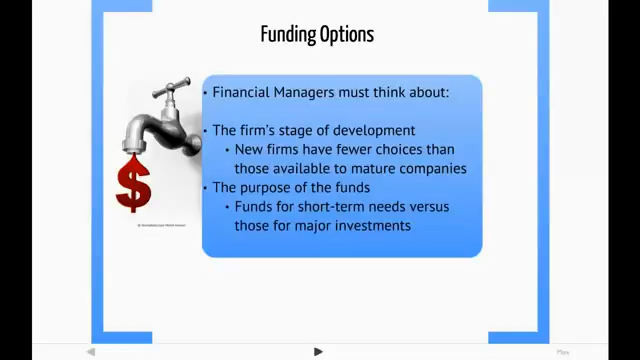 Funding Options
• Financial Managers must think about:
• The firm's stage of development
• New firms have fewer choices than
those available to mature companies
• The purpose of the funds
• Funds for short-term needs versus
those for major investments
$
More